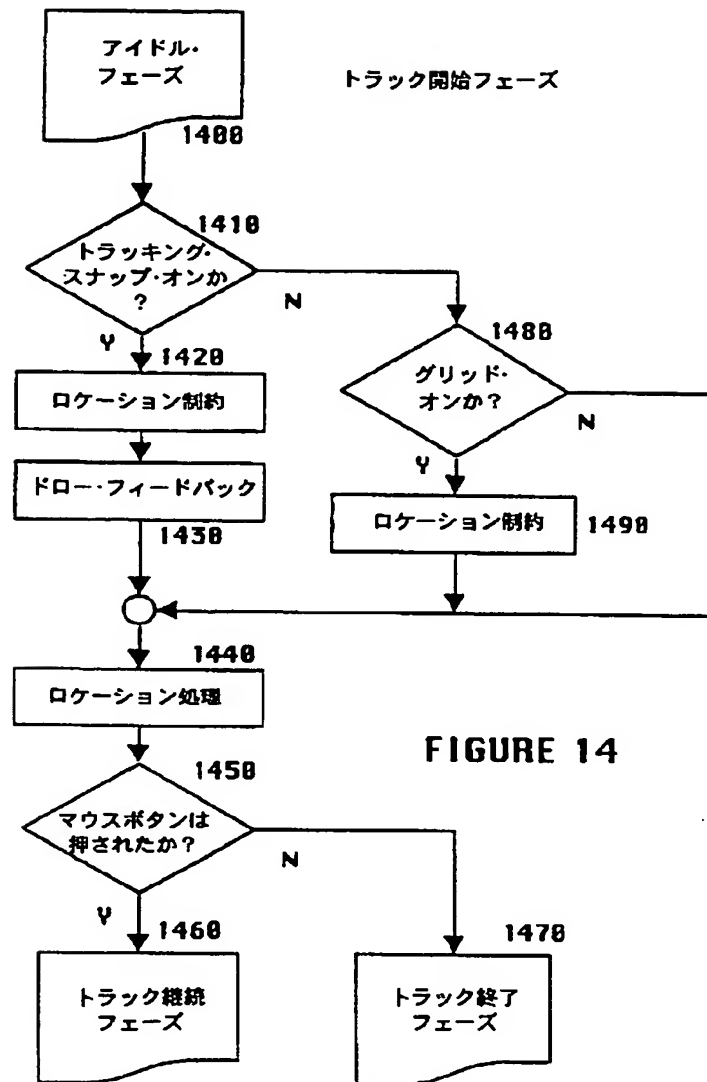 アイドル・
フェーズ
トラック開始フェーズ
1400
1410
トラッキング・
スナップ・オンか
?
N
Y
1420
ロケーション制約
ドロー・フィードバック
1430
1480
グリッド・
オンか?
N
Y
ロケーション制約
1490
1440
ロケーション処理
FIGURE 14
1450
マウスボタンは
押されたか?
N
Y
1460
トラック継続
フェーズ
1470
トラック終了
フェーズ